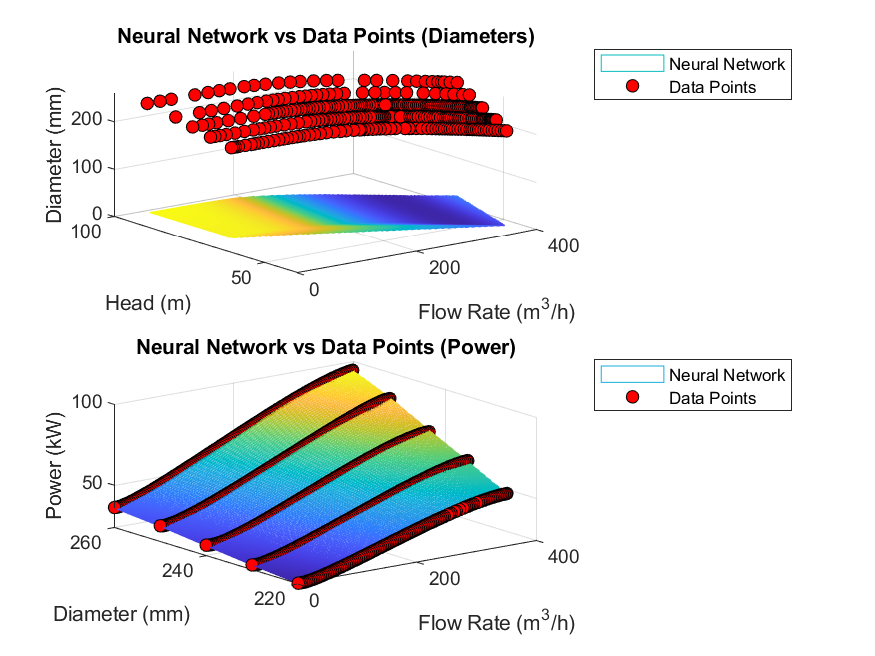 Neural Network vs Data Points (Diameters)
Neural Network
Data Points
Diameter (mm)
200
100
0
100
50
0
200
400
Head (m)
Flow Rate (m³/h)
Neural Network vs Data Points (Power)
Neural Network
Data Points
Power (kW)
100
50
260
240
220
0
200
400
Diameter (mm)
Flow Rate (m³/h)